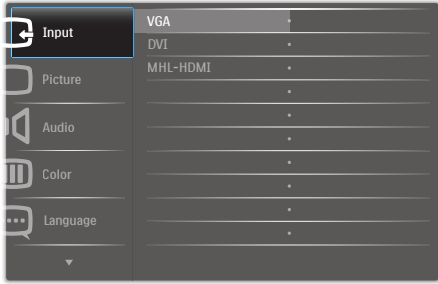 Input
Picture
Audio
Color
Language
VGA
DVI
MHL-HDMI